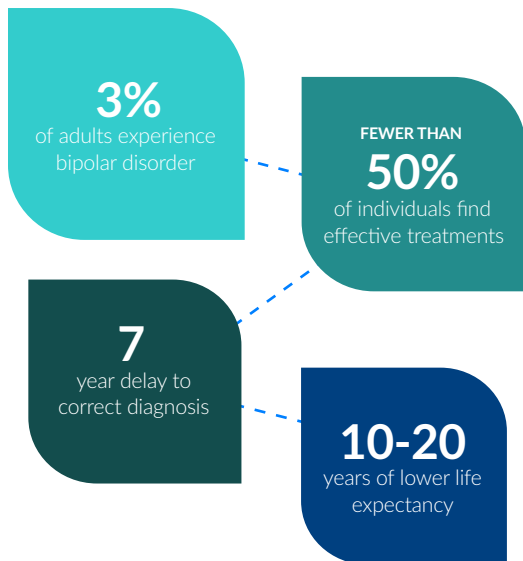 3%
of adults experience
bipolar disorder
FEWER THAN
50%
of individuals find
effective treatments
7
year delay to
correct diagnosis
10-20
years of lower life
expectancy